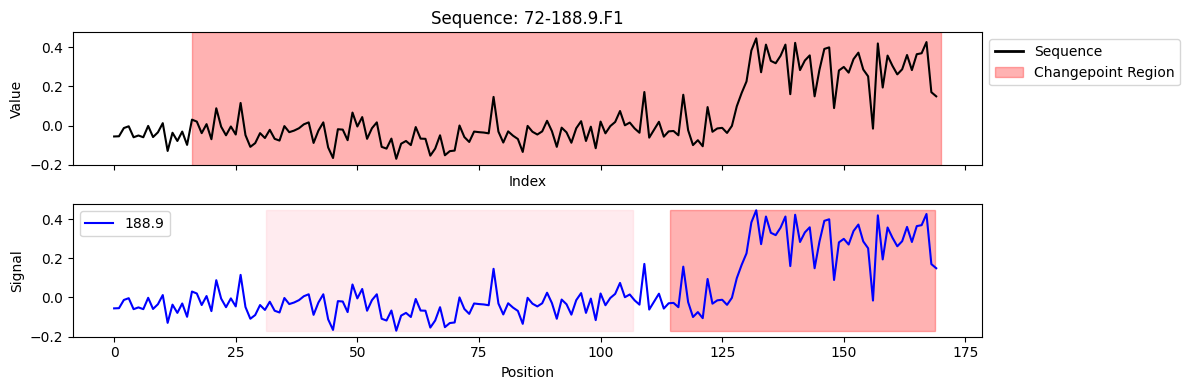 Sequence: 72-188.9.F1
0.4
0.2
0.0
−0.2
Value
Index
Sequence
Changepoint Region
188.9
0.4
0.2
0.0
−0.2
Signal
0 25 50 75 100 125 150 175
Position